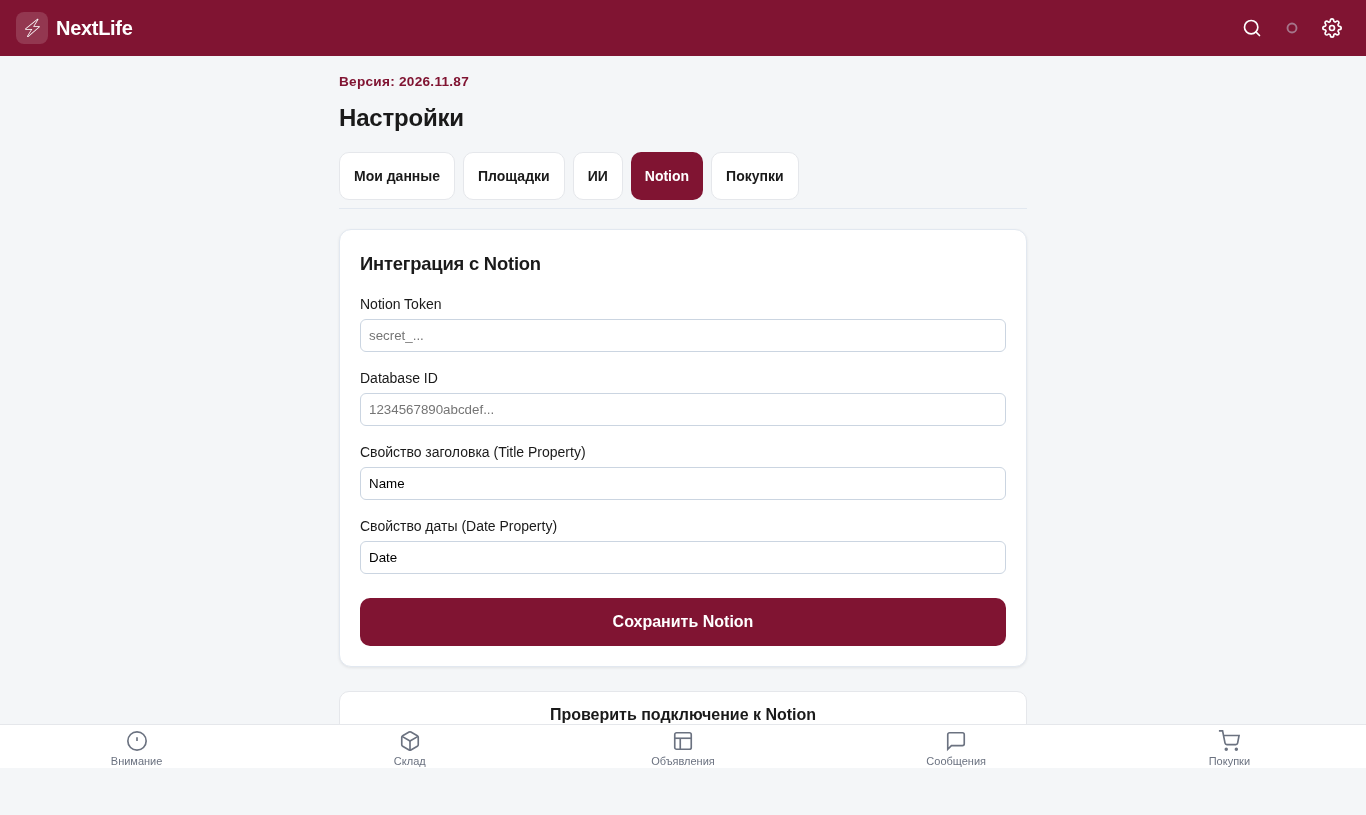 NextLife
Версия: 2026.11.87
Настройки
Мои данные
Площадки
ИИ
Notion
Покупки
Интеграция с Notion
Notion Token
secret_...
Database ID
1234567890abcdef...
Свойство заголовка (Title Property)
Name
Свойство даты (Date Property)
Date
Сохранить Notion
Проверить подключение к Notion
Внимание
Склад
Объявления
Сообщения
Покупки